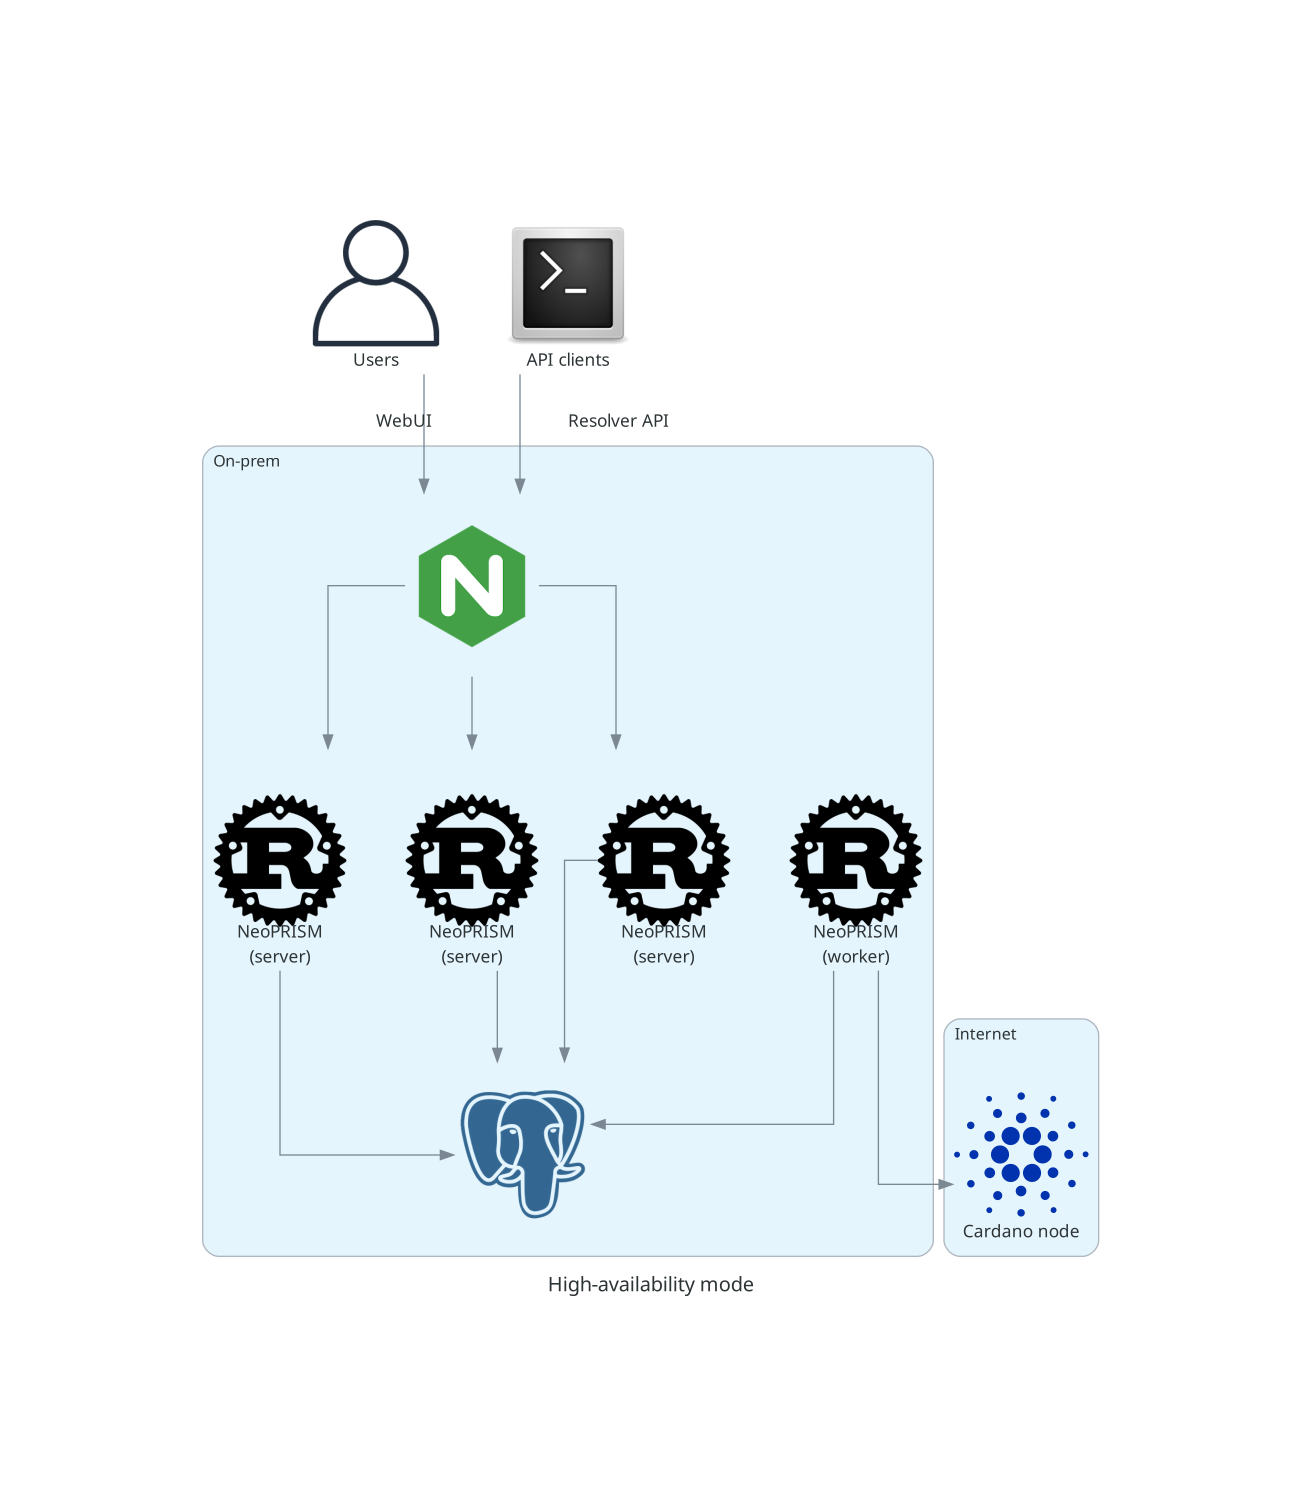 Users
API clients
WebUI
Resolver API
On-prem
N
R
R
R
R
NeoPRISM
(server)
NeoPRISM
(server)
NeoPRISM
(server)
NeoPRISM
(worker)
Internet
Cardano node
High-availability mode